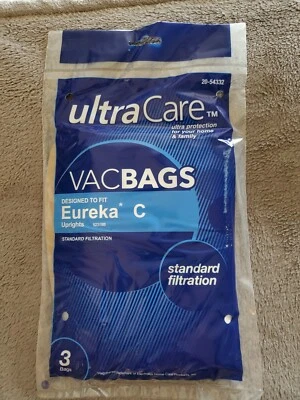 20-54332
ultraCare™
ultra protection
for your home
& family
VACBAGS
DESIGNED TO FIT
Eureka® C
Uprights
STANDARD FILTRATION
standard
filtration
3
Bags